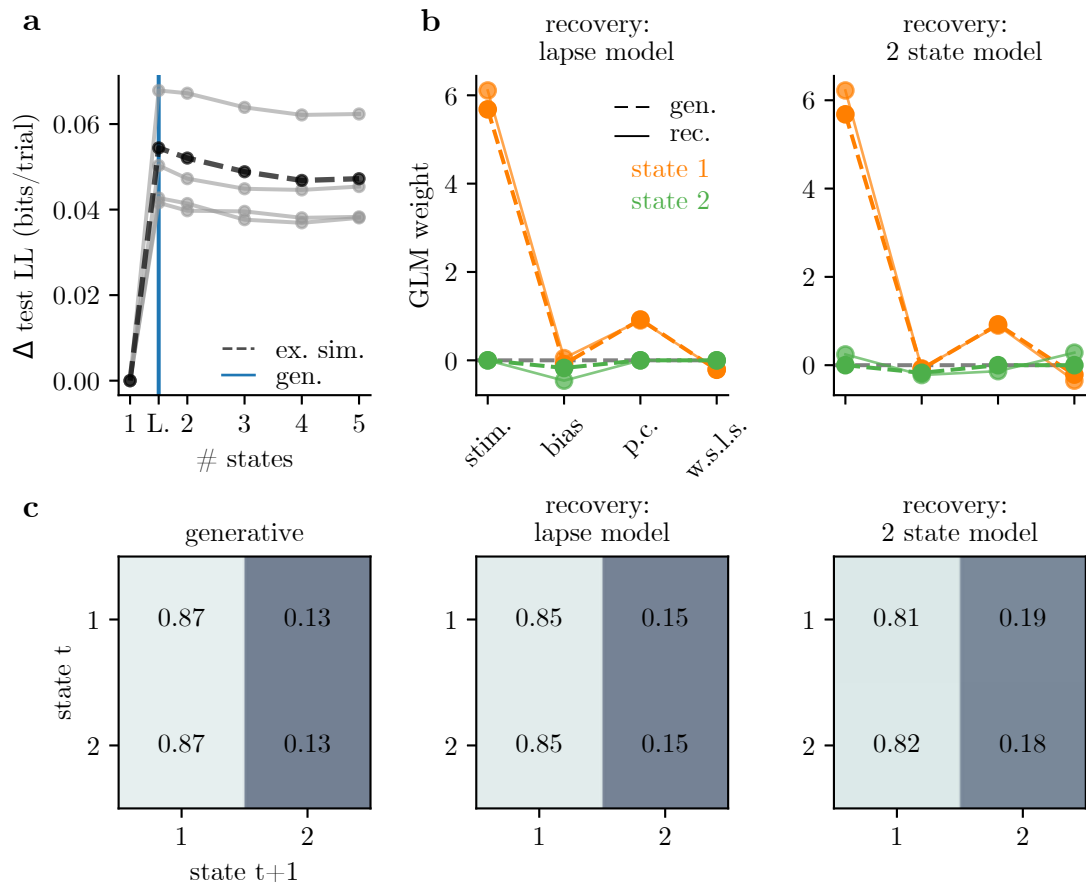 a
Δ test LL (bits/trial)
0.06
0.04
0.02
0.00
ex. sim.
gen.
1 L. 2 3 4 5
# states
b
recovery:
lapse model
GLM weight
6
4
2
0
gen.
rec.
state 1
state 2
stim.
bias
p.c.
w.s.l.s.
recovery:
2 state model
6
4
2
0
c
generative
state t
1
2
0.87 0.13
0.87 0.13
1 2
state t+1
recovery:
lapse model
0.85 0.15
0.85 0.15
1 2
recovery:
2 state model
0.81 0.19
0.82 0.18
1 2